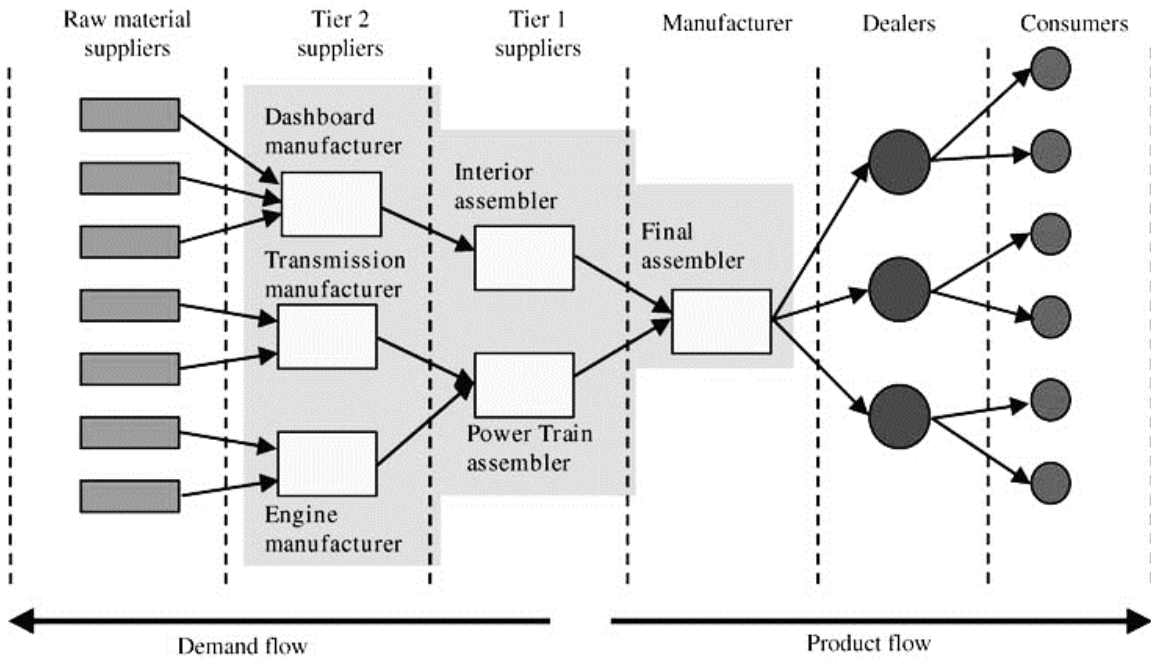 Raw material
suppliers
Tier 2
suppliers
Tier 1
suppliers
Manufacturer
Dealers
Consumers
Dashboard
manufacturer
Interior
assembler
Final
assembler
Transmission
manufacturer
Power Train
assembler
Engine
manufacturer
Demand flow
Product flow